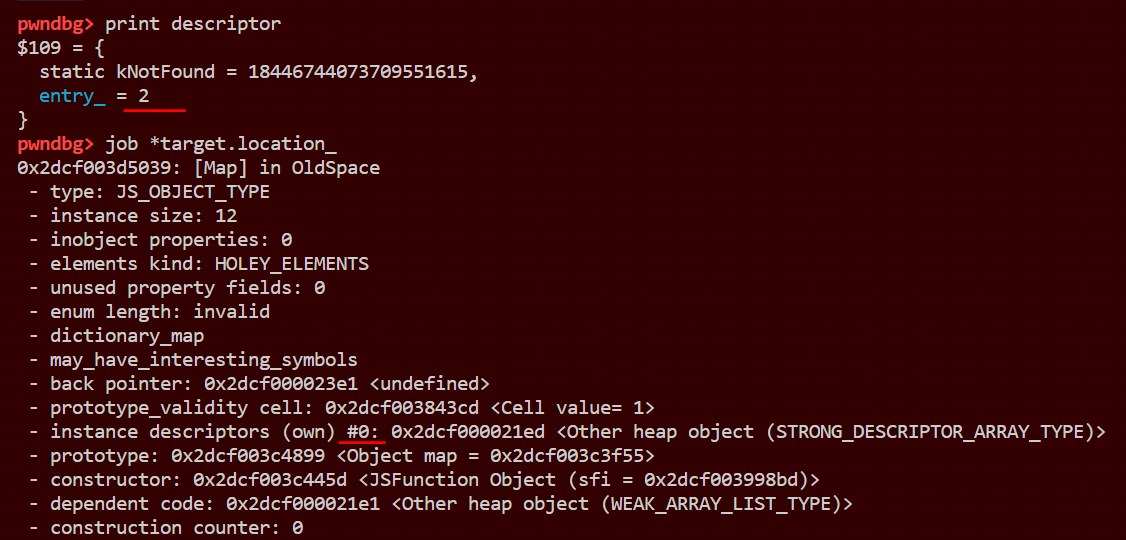 pwndbg> print descriptor
$109 = {
  static kNotFound = 18446744073709551615,
  entry_ = 2
}
pwndbg> job *target.location_
0x2dcf003d5039: [Map] in OldSpace
 - type: JS_OBJECT_TYPE
 - instance size: 12
 - inobject properties: 0
 - elements kind: HOLEY_ELEMENTS
 - unused property fields: 0
 - enum length: invalid
 - dictionary_map
 - may_have_interesting_symbols
 - back pointer: 0x2dcf000023e1 <undefined>
 - prototype_validity cell: 0x2dcf003843cd <Cell value= 1>
 - instance descriptors (own) #0: 0x2dcf000021ed <Other heap object (STRONG_DESCRIPTOR_ARRAY_TYPE)>
 - prototype: 0x2dcf003c4899 <Object map = 0x2dcf003c3f55>
 - constructor: 0x2dcf003c445d <JSFunction Object (sfi = 0x2dcf003998bd)>
 - dependent code: 0x2dcf000021e1 <Other heap object (WEAK_ARRAY_LIST_TYPE)>
 - construction counter: 0